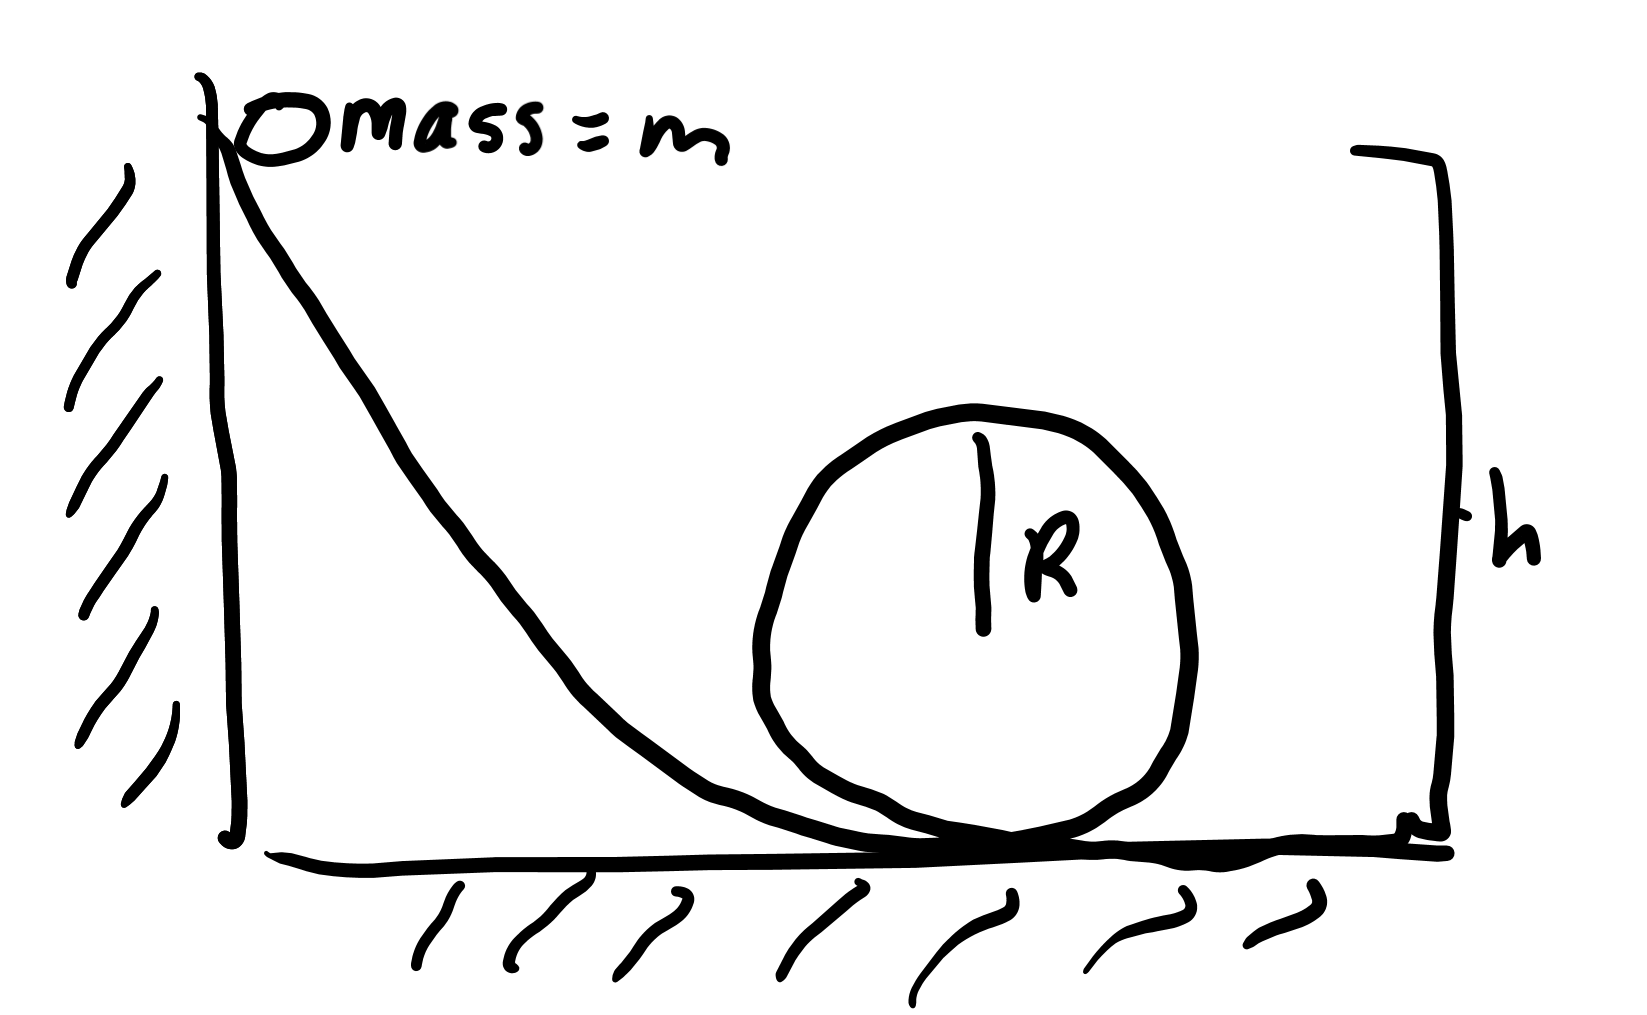 mass = m
R
h